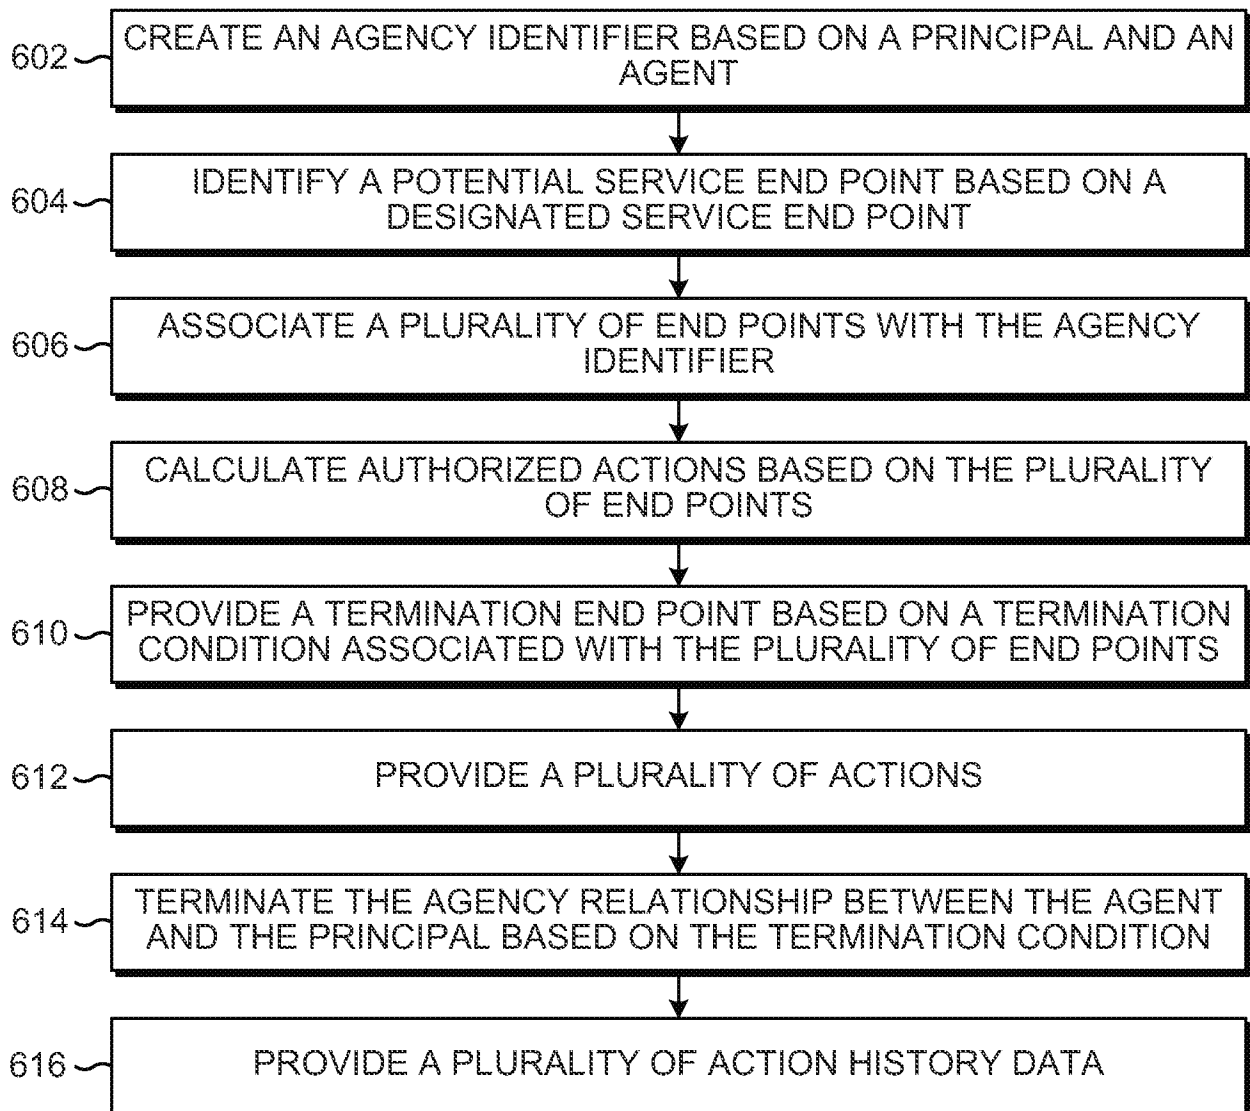 602
CREATE AN AGENCY IDENTIFIER BASED ON A PRINCIPAL AND AN
AGENT
604
IDENTIFY A POTENTIAL SERVICE END POINT BASED ON A
DESIGNATED SERVICE END POINT
606
ASSOCIATE A PLURALITY OF END POINTS WITH THE AGENCY
IDENTIFIER
608
CALCULATE AUTHORIZED ACTIONS BASED ON THE PLURALITY
OF END POINTS
610
PROVIDE A TERMINATION END POINT BASED ON A TERMINATION
CONDITION ASSOCIATED WITH THE PLURALITY OF END POINTS
612
PROVIDE A PLURALITY OF ACTIONS
614
TERMINATE THE AGENCY RELATIONSHIP BETWEEN THE AGENT
AND THE PRINCIPAL BASED ON THE TERMINATION CONDITION
616
PROVIDE A PLURALITY OF ACTION HISTORY DATA